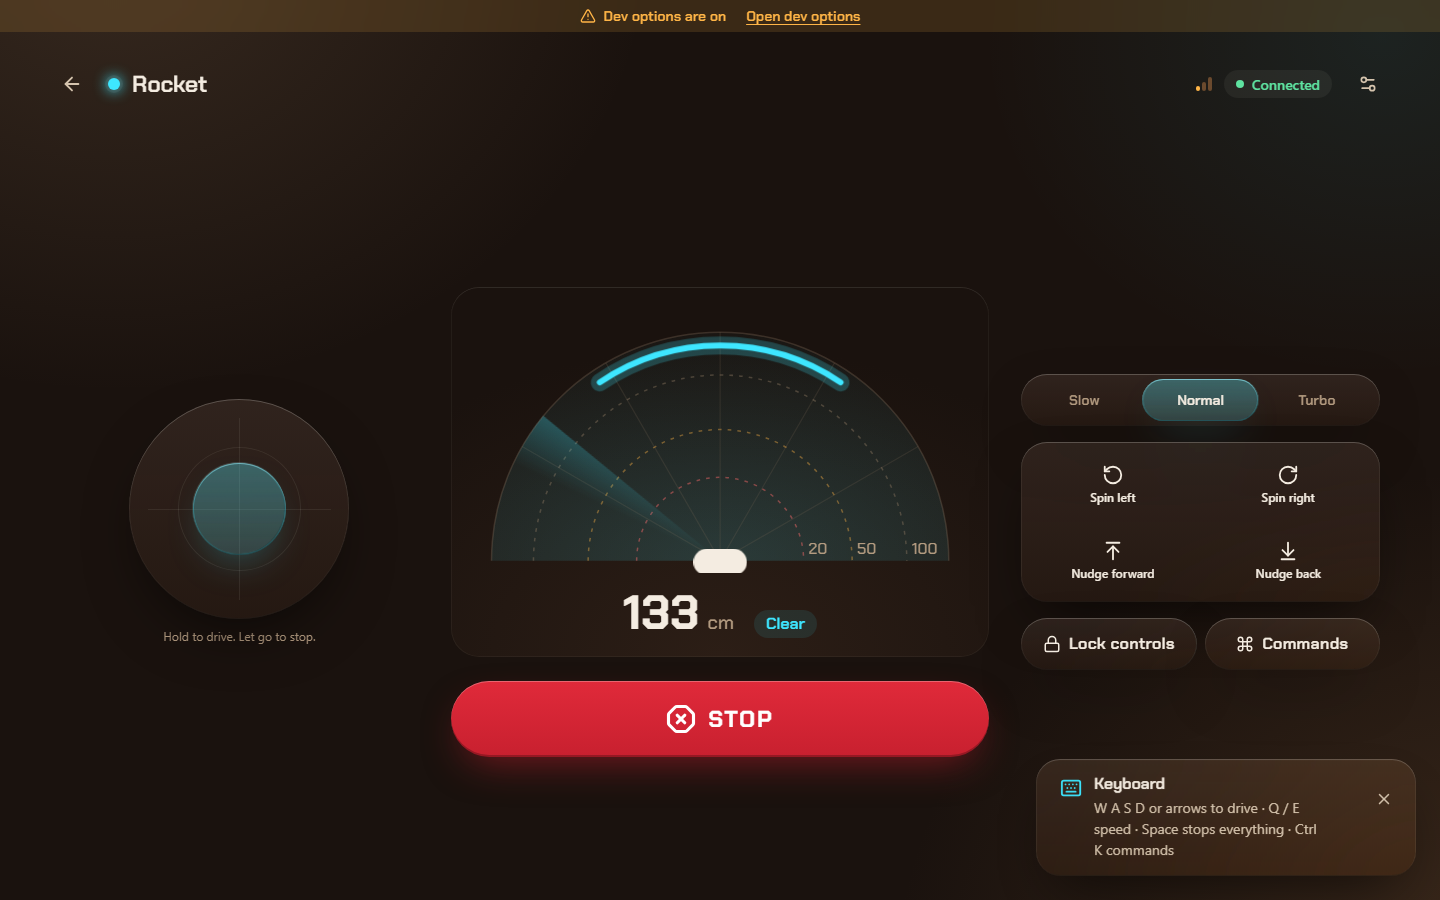 Dev options are on Open dev options
Rocket
Connected
20 50 100
133 cm Clear
STOP
Hold to drive. Let go to stop.
Slow Normal Turbo
Spin left Spin right
Nudge forward Nudge back
Lock controls Commands
Keyboard
W A S D or arrows to drive · Q / E
speed · Space stops everything · Ctrl
K commands